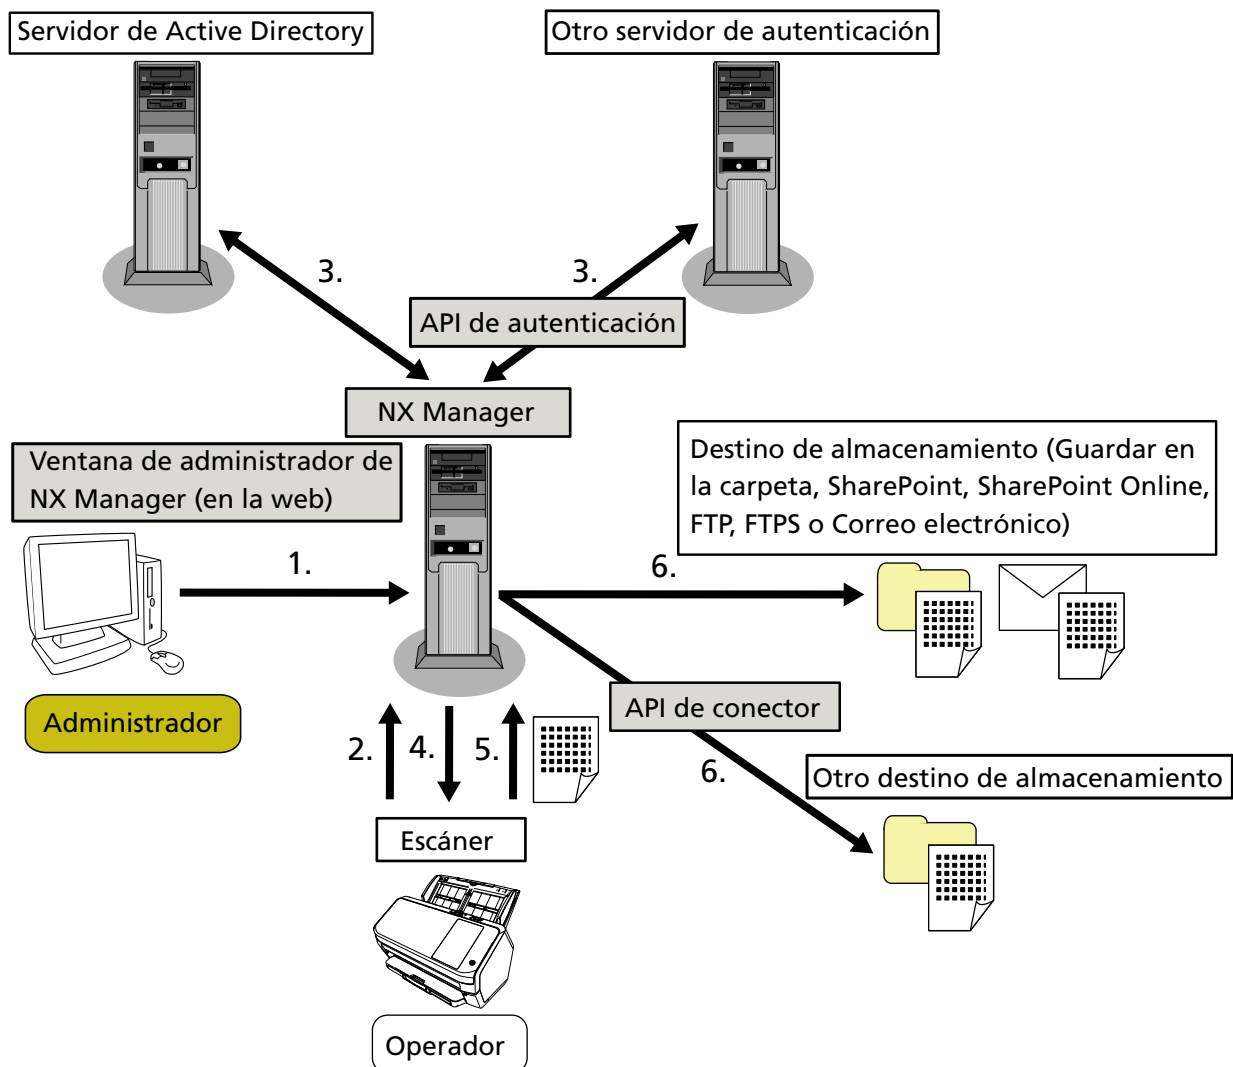 Servidor de Active Directory
Otro servidor de autenticación
3.
3.
API de autenticación
NX Manager
Ventana de administrador de
NX Manager (en la web)
Destino de almacenamiento (Guardar en
la carpeta, SharePoint, SharePoint Online,
FTP, FTPS o Correo electrónico)
1.
6.
Administrador
API de conector
2.
4.
5.
6.
Otro destino de almacenamiento
Escáner
Operador